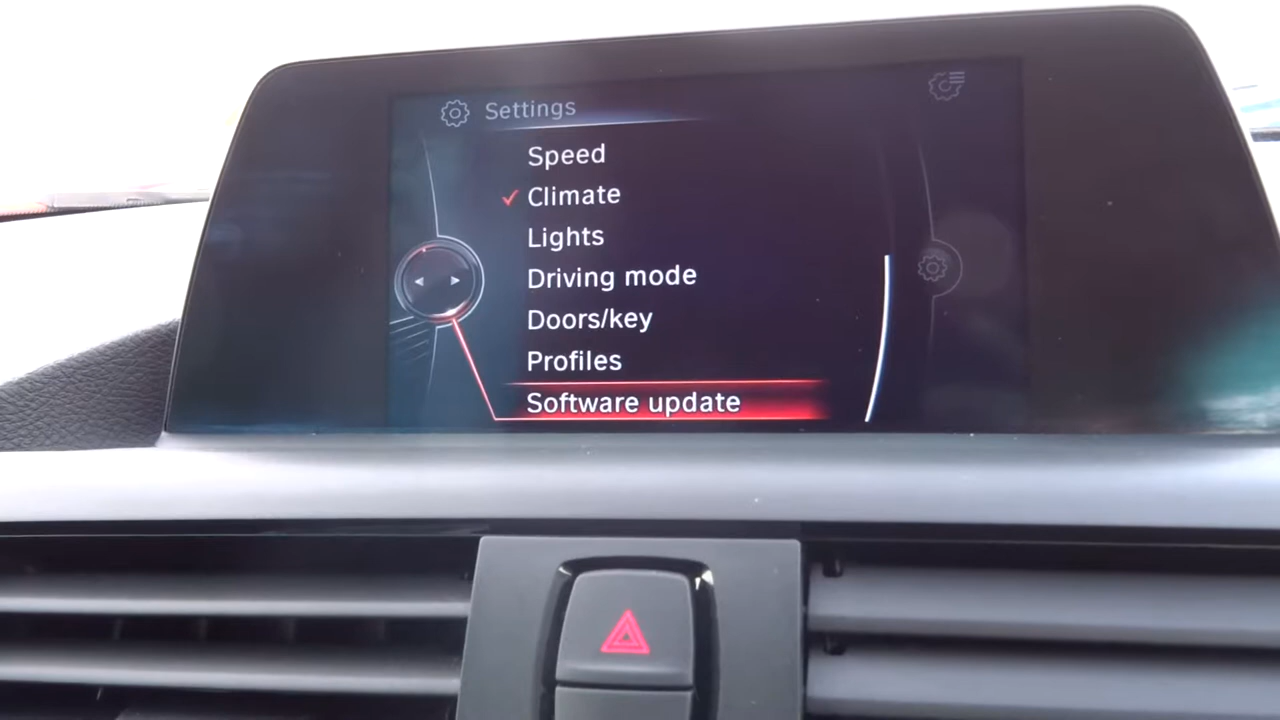 Settings
Speed
Climate
Lights
Driving mode
Doors/key
Profiles
Software update